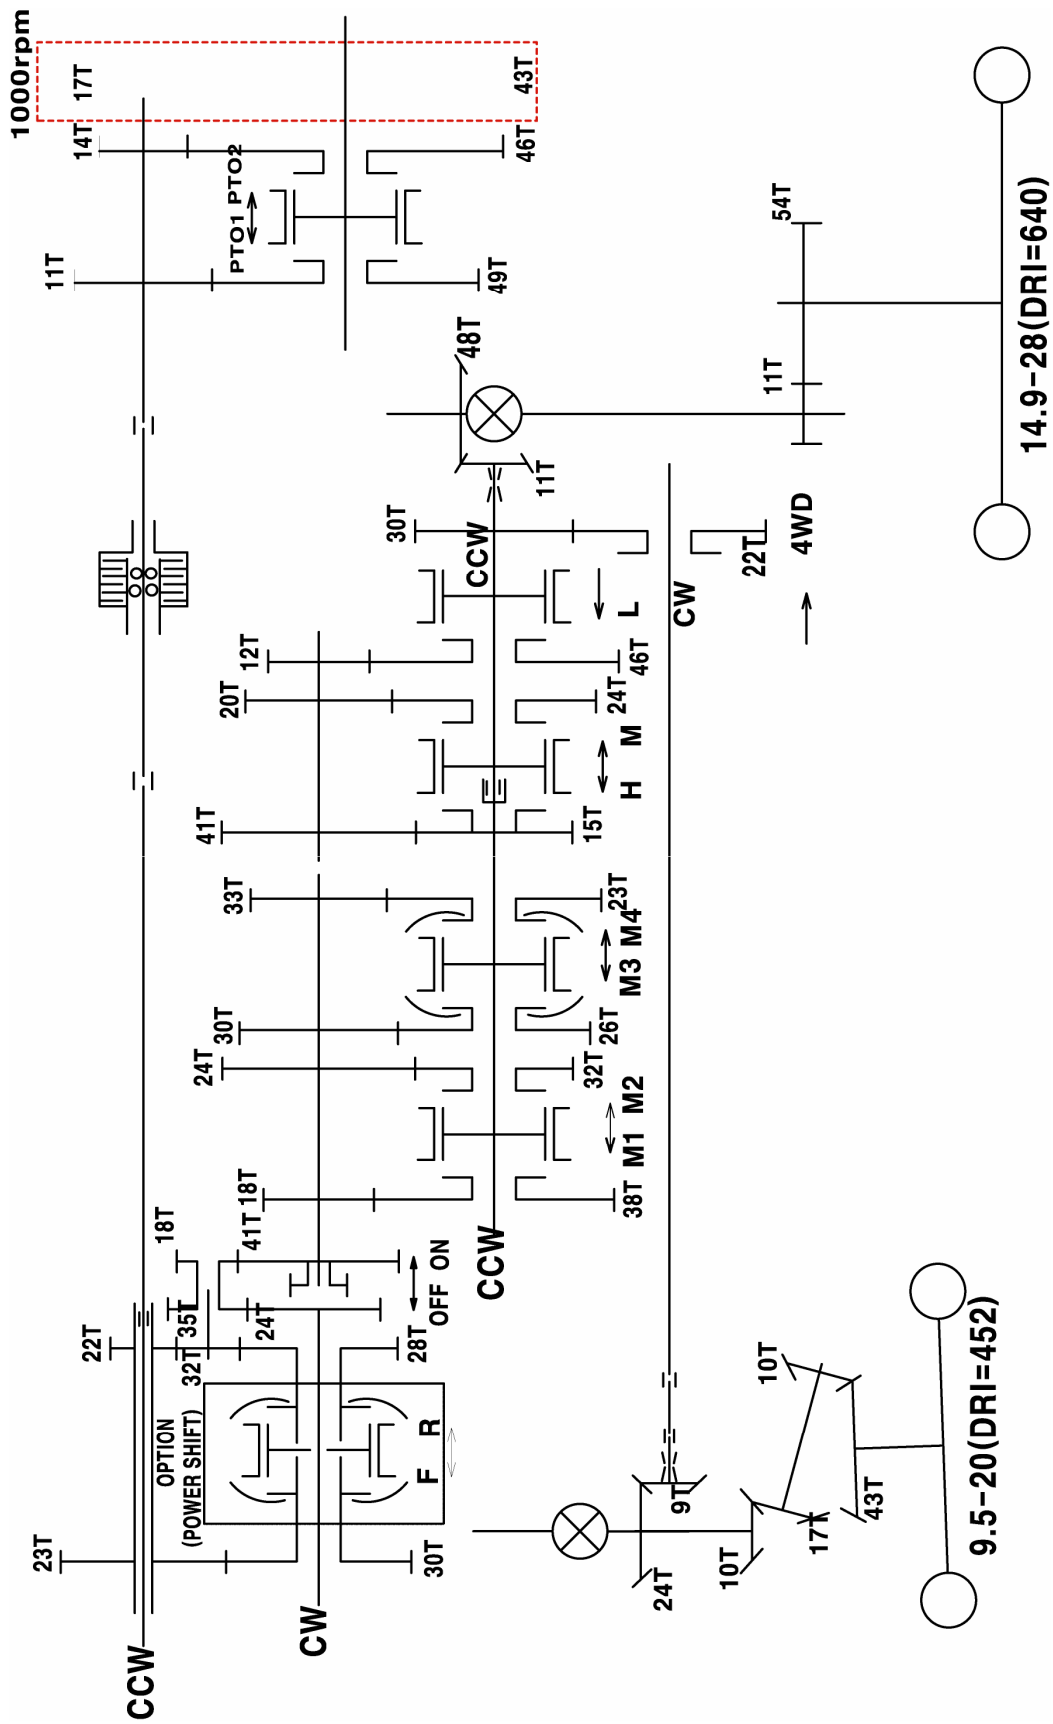 1000rpm
17T
43T
14T
46T
PTO1 PTO2
11T
49T
54T
48T
11T
11T
14.9-28(DRI=640)
30T
CCW
22T
4WD
L
CW
12T
46T
20T
24T
H M
41T
15T
33T
23T
M3 M4
30T
26T
24T
32T
M1 M2
18T
38T
CCW
18T
41T
OFF ON
35T
24T
22T
32T
28T
OPTION
(POWER SHIFT)
F R
23T
30T
CCW
CW
9T
24T
10T
10T
17T
43T
9.5-20(DRI=452)